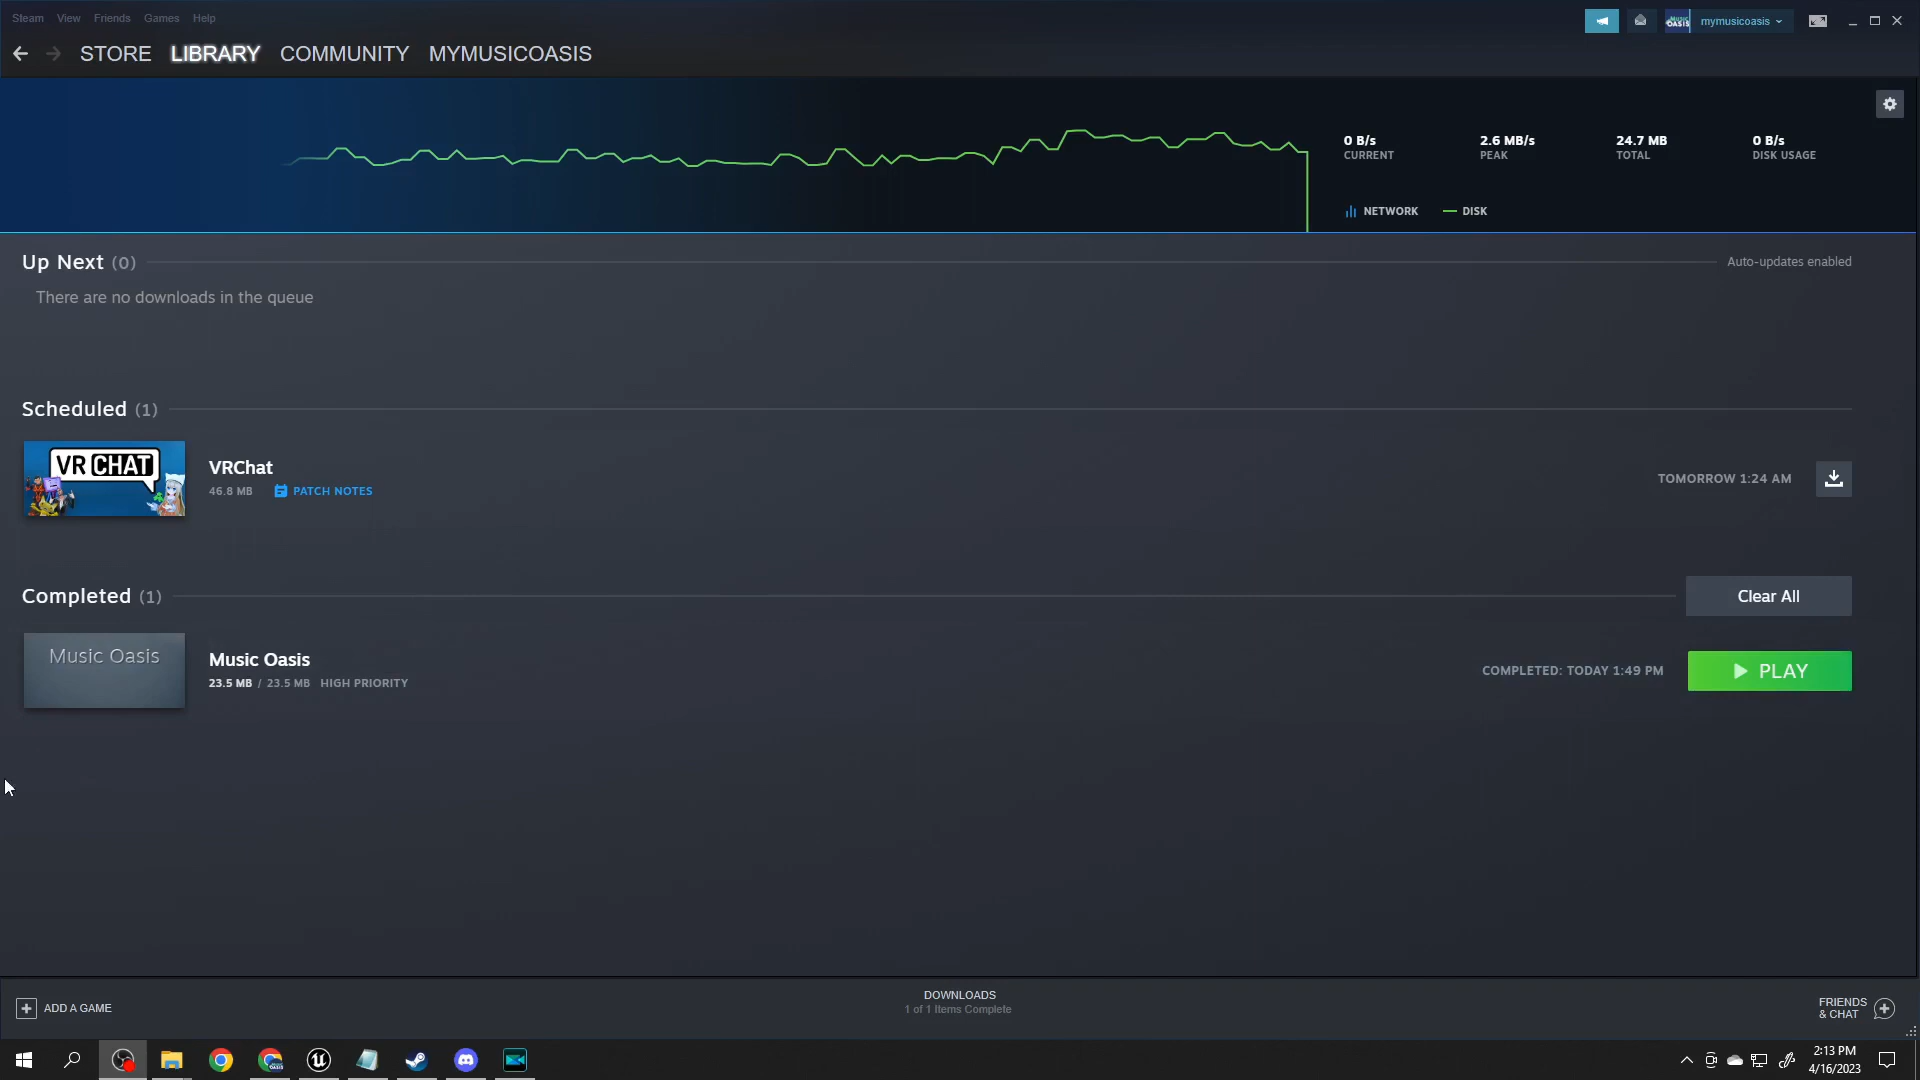 Steam View Friends Games Help
mymusicoasis
STORE LIBRARY COMMUNITY MYMUSICOASIS
0 B/s 2.6 MB/s 24.7 MB 0 B/s
CURRENT PEAK TOTAL DISK USAGE
NETWORK DISK
Up Next (0)
Auto-updates enabled
There are no downloads in the queue
Scheduled (1)
VRCHAT
VRChat
46.8 MB PATCH NOTES
TOMORROW 1:24 AM
Completed (1)
Clear All
Music Oasis
Music Oasis
23.5 MB / 23.5 MB HIGH PRIORITY
COMPLETED: TODAY 1:49 PM
PLAY
ADD A GAME
DOWNLOADS
1 of 1 Items Complete
FRIENDS
& CHAT
2:13 PM
4/16/2023